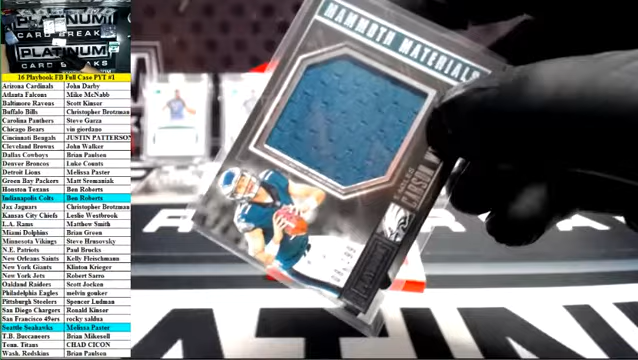 PLATINUM
CARD BREAKS
PLATINUM
CARD BREAKS
16 Playbook FB Full Case PYT #1
Arizona Cardinals John Darby
Atlanta Falcons Mike McNabb
Baltimore Ravens Scott Kinser
Buffalo Bills Christopher Brotzman
Carolina Panthers Steve Garza
Chicago Bears vin giordano
Cincinati Bengals JUSTIN PATTERSON
Cleveland Browns John Walker
Dallas Cowboys Brian Paulsen
Denver Broncos Luke Counts
Detroit Lions Melissa Paster
Green Bay Packers Matt Sremaniak
Houston Texans Ben Roberts
Indianapolis Colts Ben Roberts
Jax Jaguars Christopher Brotzman
Kansas City Chiefs Leslie Westbrook
L.A. Rams Matthew Smith
Miami Dolphins Brian Green
Minnesota Vikings Steve Hrusovsky
N.E. Patriots Paul Brucks
New Orleans Saints Kelly Fleischmann
New York Giants Klinton Krieger
New York Jets Robert Sarro
Oakland Raiders Scott Jocken
Philadelphia Eagles melvin gonker
Pittsburgh Steelers Spencer Ludman
San Diego Chargers Ronald Kinser
San Francisco 49ers rocky saldua
Seattle Seahawks Melissa Paster
T.B. Buccaneers Brian Mikesell
Tenn. Titans CHAD CICON
Wash. Redskins Brian Paulsen
MAMMOTH MATERIALS
CARSON